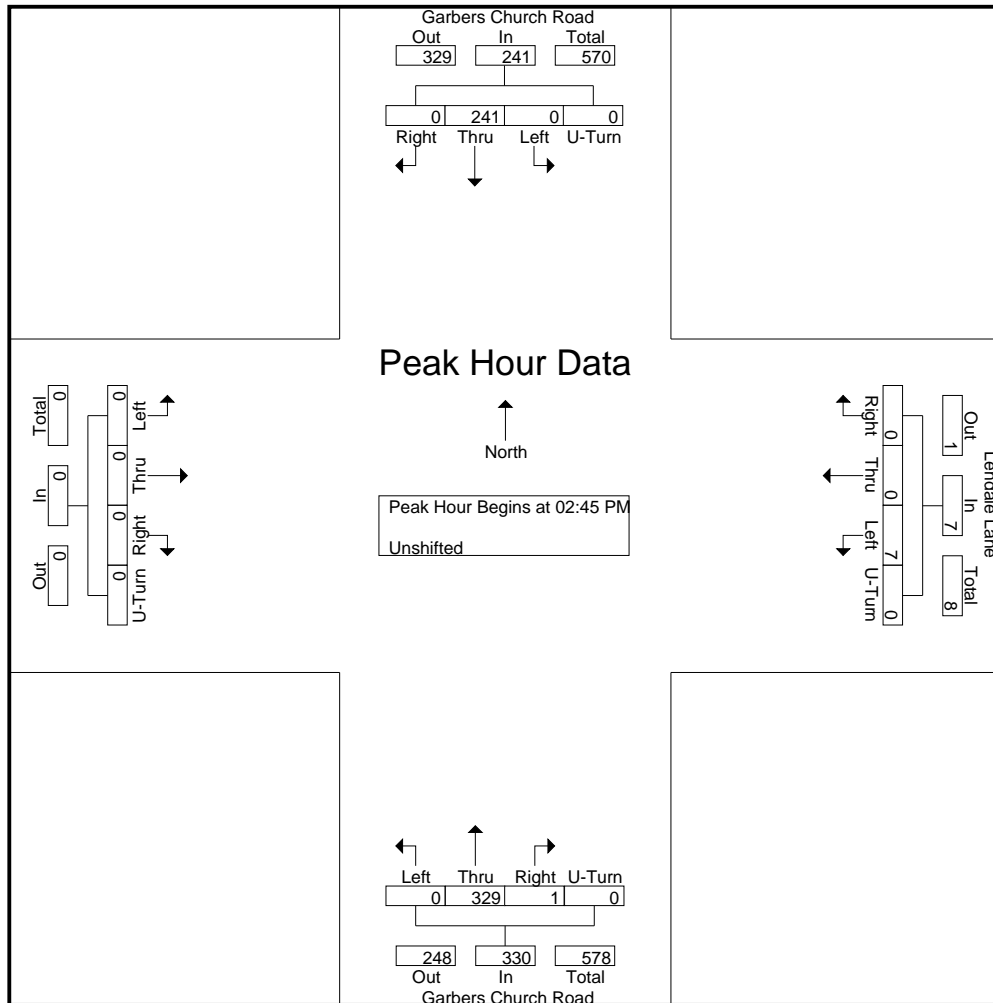 Garbers Church Road
Out In Total
329 241 570
0 241 0 0
Right Thru Left U-Turn
Peak Hour Data
North
Peak Hour Begins at 02:45 PM
Unshifted
Total In Out
0 0 0
0 0 0 0
Left Thru Right U-Turn
Right Thru Left U-Turn
0 0 7 0
Out In Total
1 7 8
Lendale Lane
Left Thru Right U-Turn
0 329 1 0
248 330 578
Out In Total
Garbers Church Road